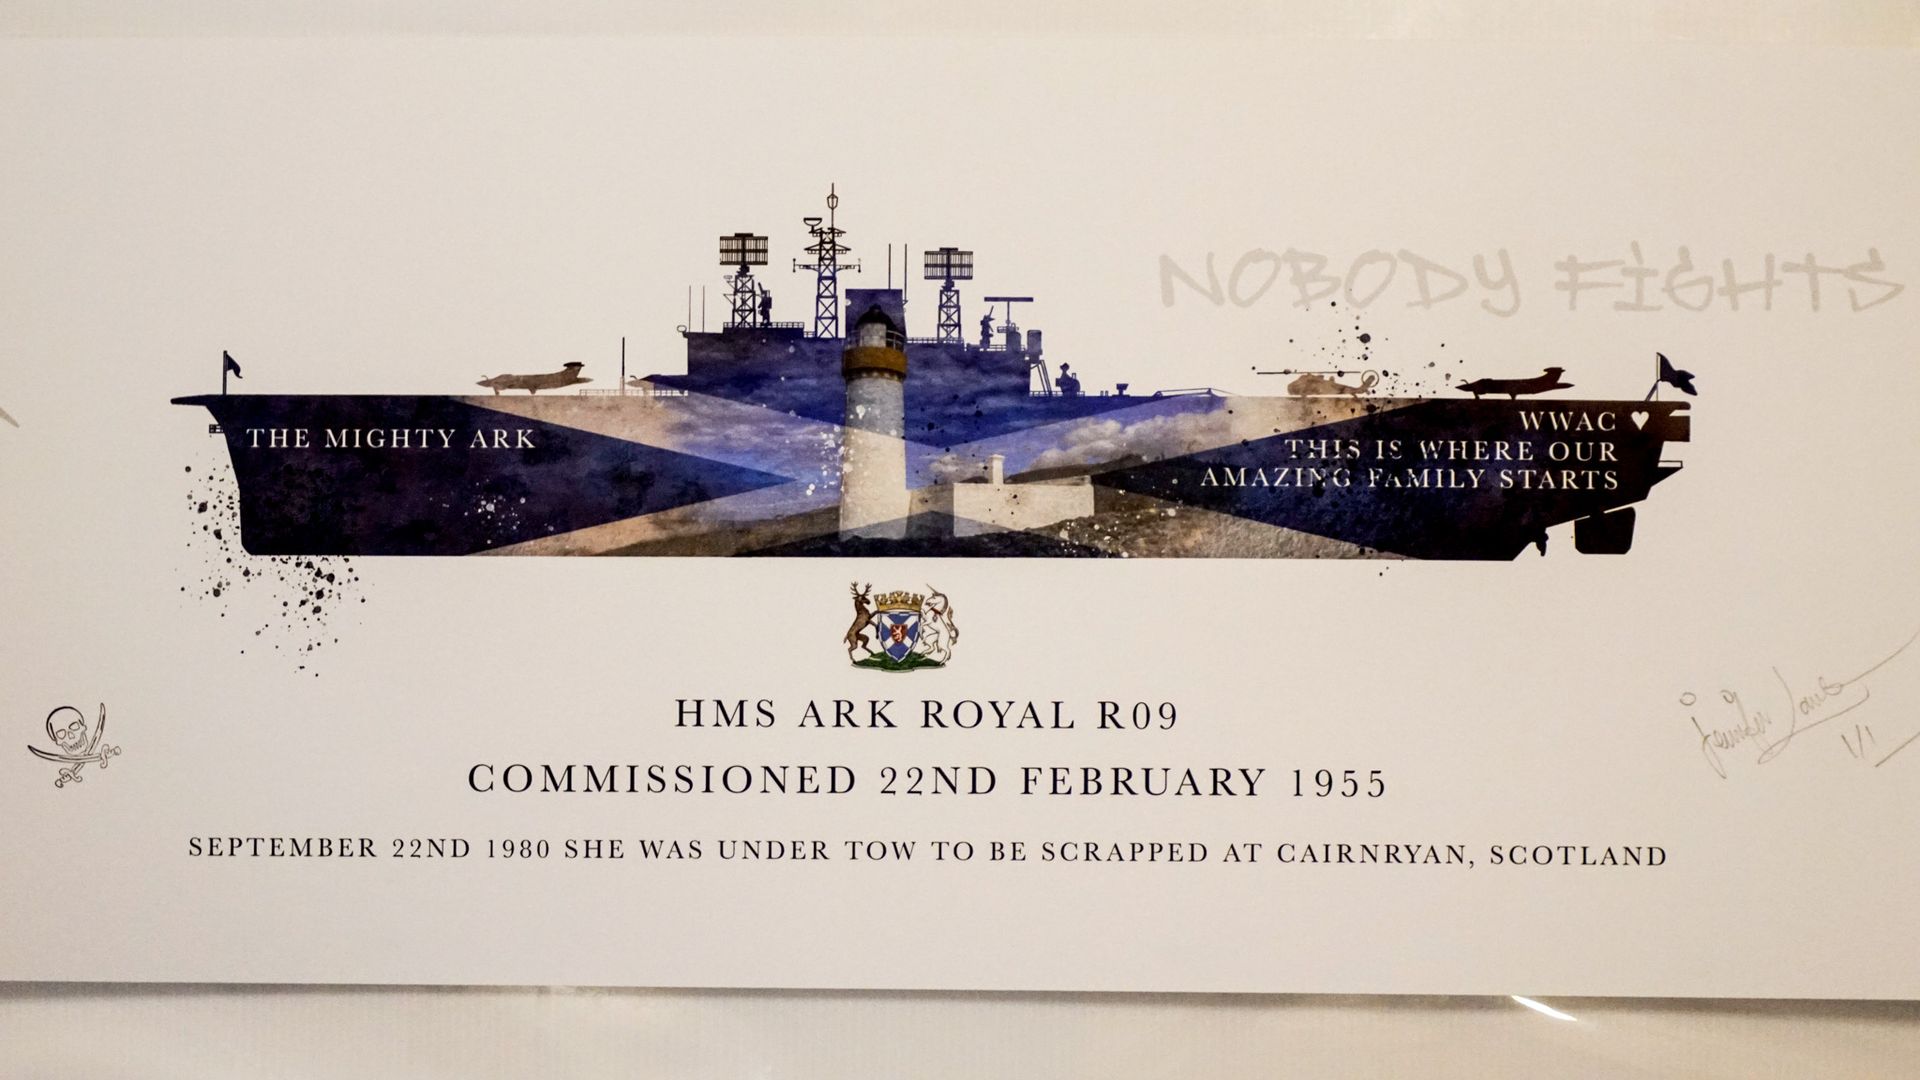 NOBODY FIGHTS
THE MIGHTY ARK
WWAC ♥
THIS IS WHERE OUR
AMAZING FAMILY STARTS
HMS ARK ROYAL R09
COMMISSIONED 22ND FEBRUARY 1955
SEPTEMBER 22ND 1980 SHE WAS UNDER TOW TO BE SCRAPPED AT CAIRNRYAN, SCOTLAND
1/1